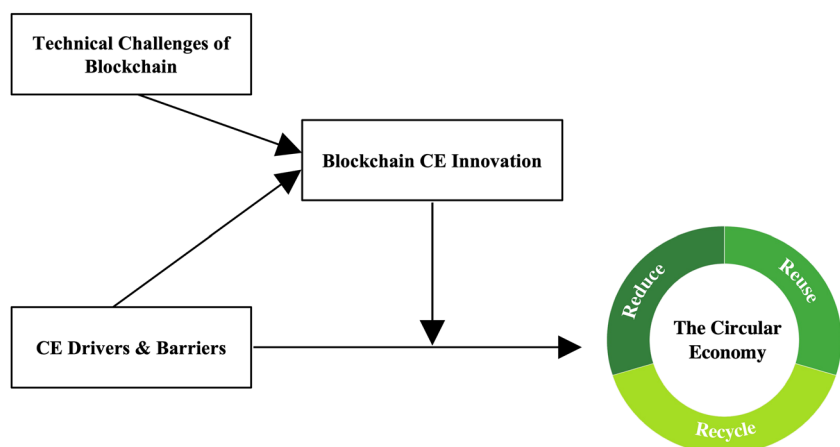 Technical Challenges of
Blockchain
Blockchain CE Innovation
CE Drivers & Barriers
Reduce
Reuse
The Circular
Economy
Recycle